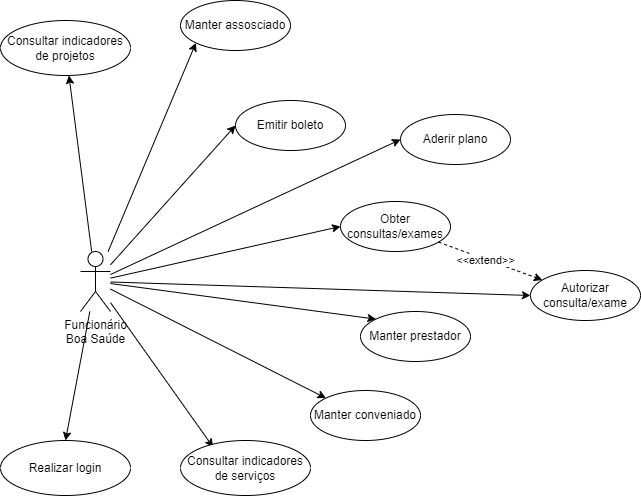 Manter assosciado
Consultar indicadores
de projetos
Emitir boleto
Aderir plano
Obter
consultas/exames
<<extend>>
Autorizar
consulta/exame
Funcionário
Boa Saúde
Manter prestador
Manter conveniado
Realizar login
Consultar indicadores
de serviços